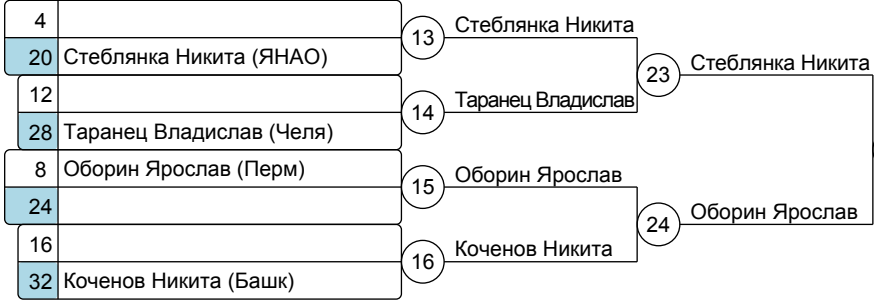 4
13 Стеблянка Никита
20 Стеблянка Никита (ЯНАО)
23 Стеблянка Никита
12
14 Таранец Владислав
28 Таранец Владислав (Челя)
8 Оборин Ярослав (Перм)
15 Оборин Ярослав
24
24 Оборин Ярослав
16
16 Коченов Никита
32 Коченов Никита (Башк)